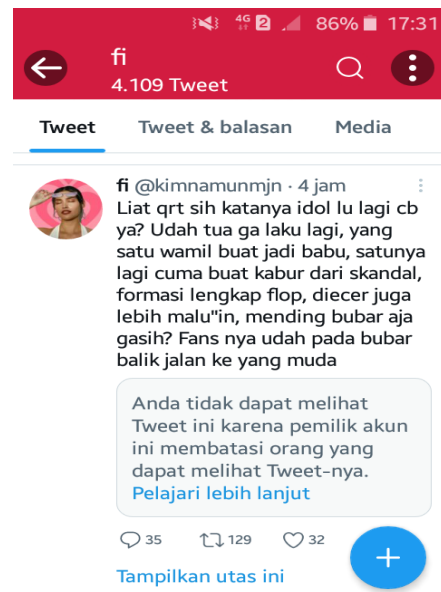 4G 2 86% 17:31
fi
4.109 Tweet
Tweet Tweet & balasan Media
fi @kimnamunmjn · 4 jam
Liat qrt sih katanya idol lu lagi cb
ya? Udah tua ga laku lagi, yang
satu wamil buat jadi babu, satunya
lagi cuma buat kabur dari skandal,
formasi lengkap flop, diecer juga
lebih malu"in, mending bubar aja
gasih? Fans nya udah pada bubar
balik jalan ke yang muda
Anda tidak dapat melihat
Tweet ini karena pemilik akun
ini membatasi orang yang
dapat melihat Tweet-nya.
Pelajari lebih lanjut
35 129 32
Tampilkan utas ini